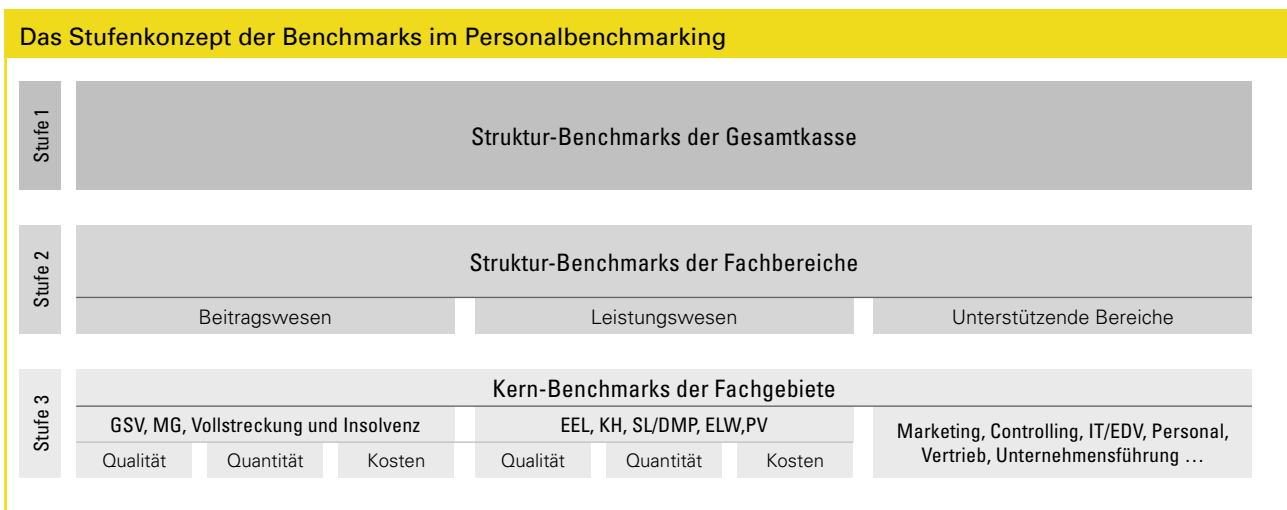 Das Stufenkonzept der Benchmarks im Personalbenchmarking
Stufe 1
Struktur-Benchmarks der Gesamtkasse
Stufe 2
Struktur-Benchmarks der Fachbereiche
Beitragswesen
Leistungswesen
Unterstützende Bereiche
Stufe 3
Kern-Benchmarks der Fachgebiete
GSV, MG, Vollstreckung und Insolvenz
Qualität
Quantität
Kosten
EEL, KH, SL/DMP, ELW,PV
Qualität
Quantität
Kosten
Marketing, Controlling, IT/EDV, Personal,
Vertrieb, Unternehmensführung …